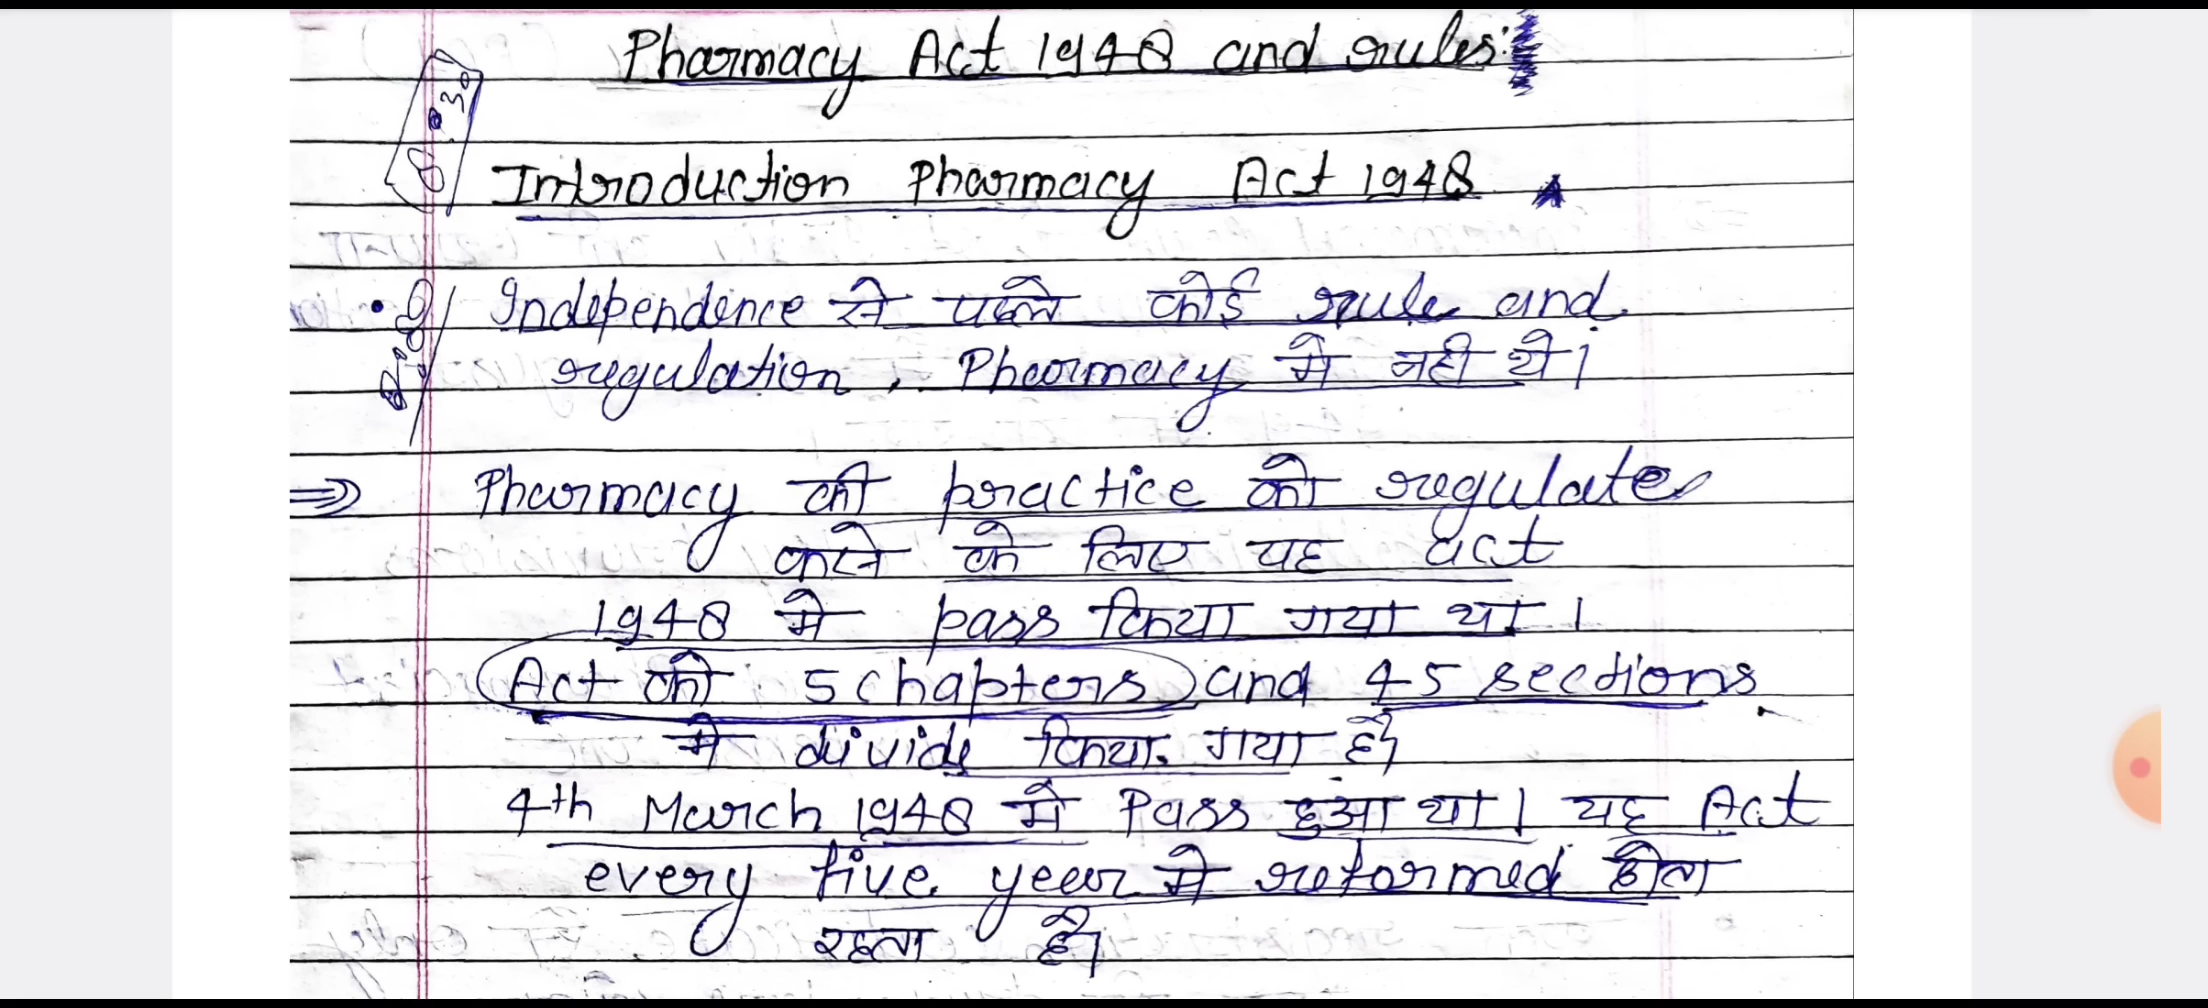 Pharmacy Act 1948 and rules:
Introduction Pharmacy Act 1948
Independence से पहले कोई rule and
regulation, Pharmacy मे नही थे।
⇒ Pharmacy की practice को regulate
करने के लिए यह act
1948 मे pass किया गया था।
Act को 5 chapters and 45 sections
मे divide किया गया है।
4th March 1948 मे Pass हुआ था। यह Act
every five year मे reformed होता
रहता है।